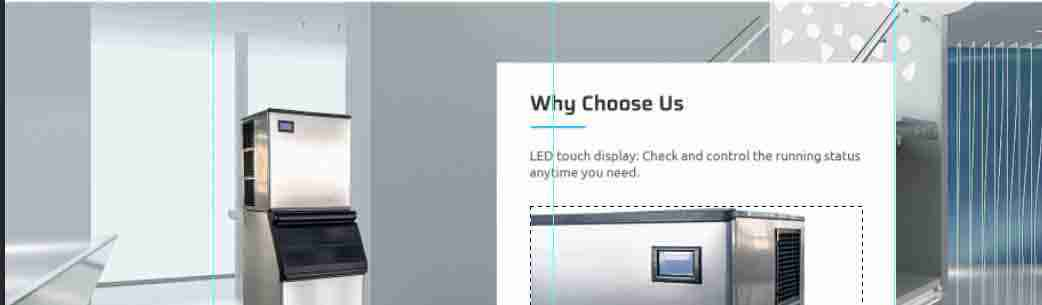 Why Choose Us
LED touch display: Check and control the running status
anytime you need.